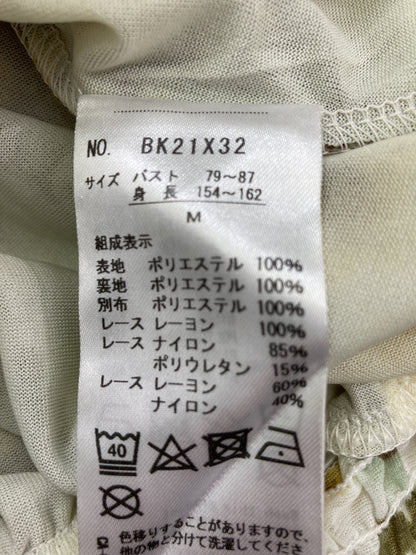 NO. BK21X32
サイズ バスト 79~87
身長 154~162
M
組成表示
表地 ポリエステル 100%
裏地 ポリエステル 100%
別布 ポリエステル 100%
レース レーヨン 100%
レース ナイロン 85%
ポリウレタン 15%
レース レーヨン 60%
ナイロン 40%
40
色移りすることがありますので
他の物と分けて洗濯してください